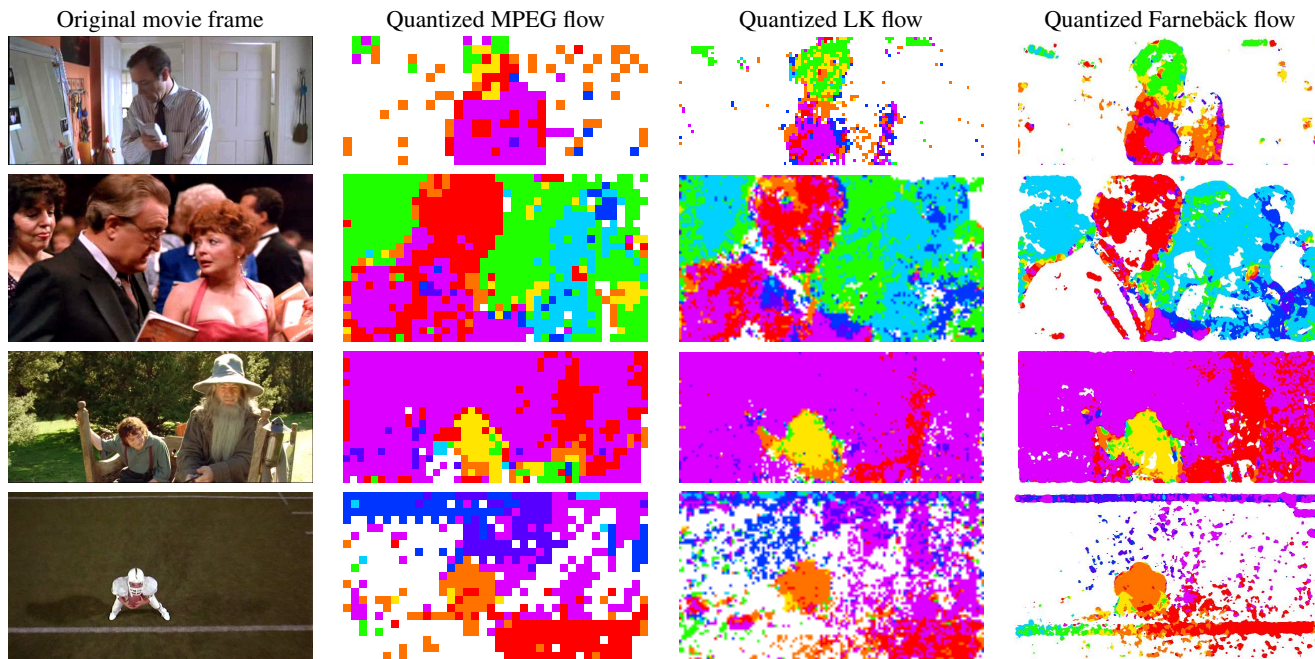 Original movie frame
Quantized MPEG flow
Quantized LK flow
Quantized Farnebäck flow